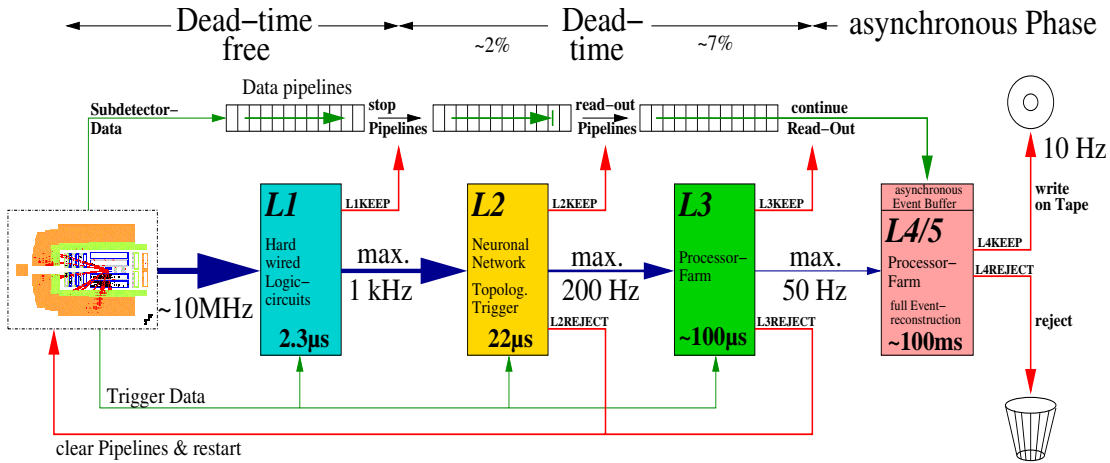 Dead-time
free
~2%
Dead-
time
~7%
asynchronous Phase
Data pipelines
Subdetector-
Data
stop
Pipelines
read-out
Pipelines
continue
Read-Out
10 Hz
write
on Tape
L1
Hard
wired
Logic-
circuits
2.3µs
L1KEEP
L2
Neuronal
Network
Topolog.
Trigger
22µs
L2KEEP
L2REJECT
L3
Processor-
Farm
~100µs
L3KEEP
L3REJECT
asynchronous
Event Buffer
L4/5
Processor-
Farm
full Event-
reconstruction
~100ms
L4KEEP
L4REJECT
~10MHz
max.
1 kHz
max.
200 Hz
max.
50 Hz
reject
Trigger Data
clear Pipelines & restart